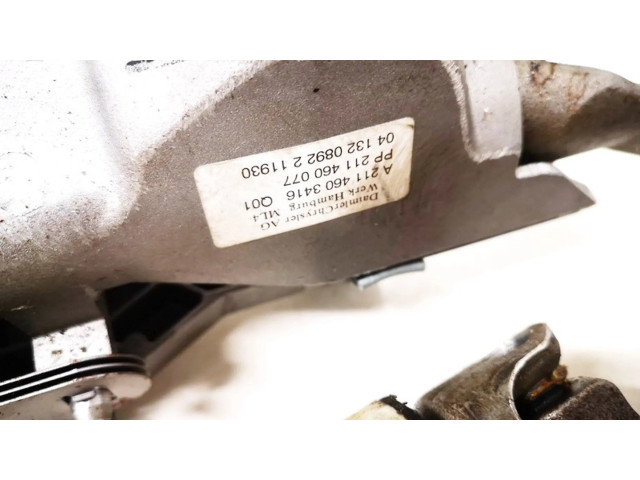 DaimlerChrysler AG
Werk Hamburg ML4
A 211 460 3416 Q01
PP 211 460 077
04 132 0892 2 11930